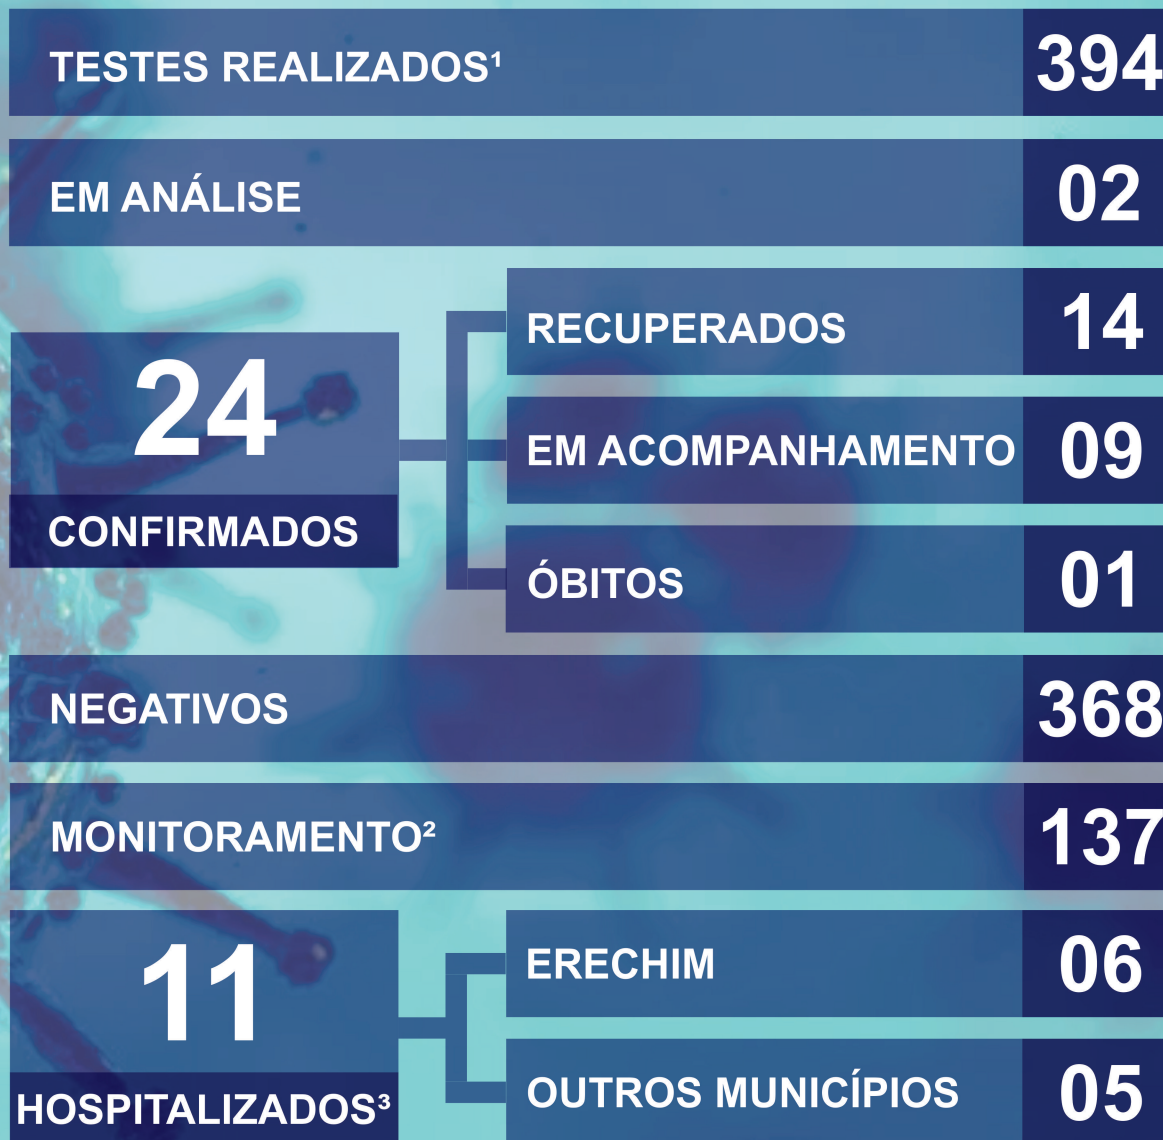 TESTES REALIZADOS¹ 394
EM ANÁLISE 02
24
CONFIRMADOS
RECUPERADOS 14
EM ACOMPANHAMENTO 09
ÓBITOS 01
NEGATIVOS 368
MONITORAMENTO² 137
11
HOSPITALIZADOS³
ERECHIM 06
OUTROS MUNICÍPIOS 05